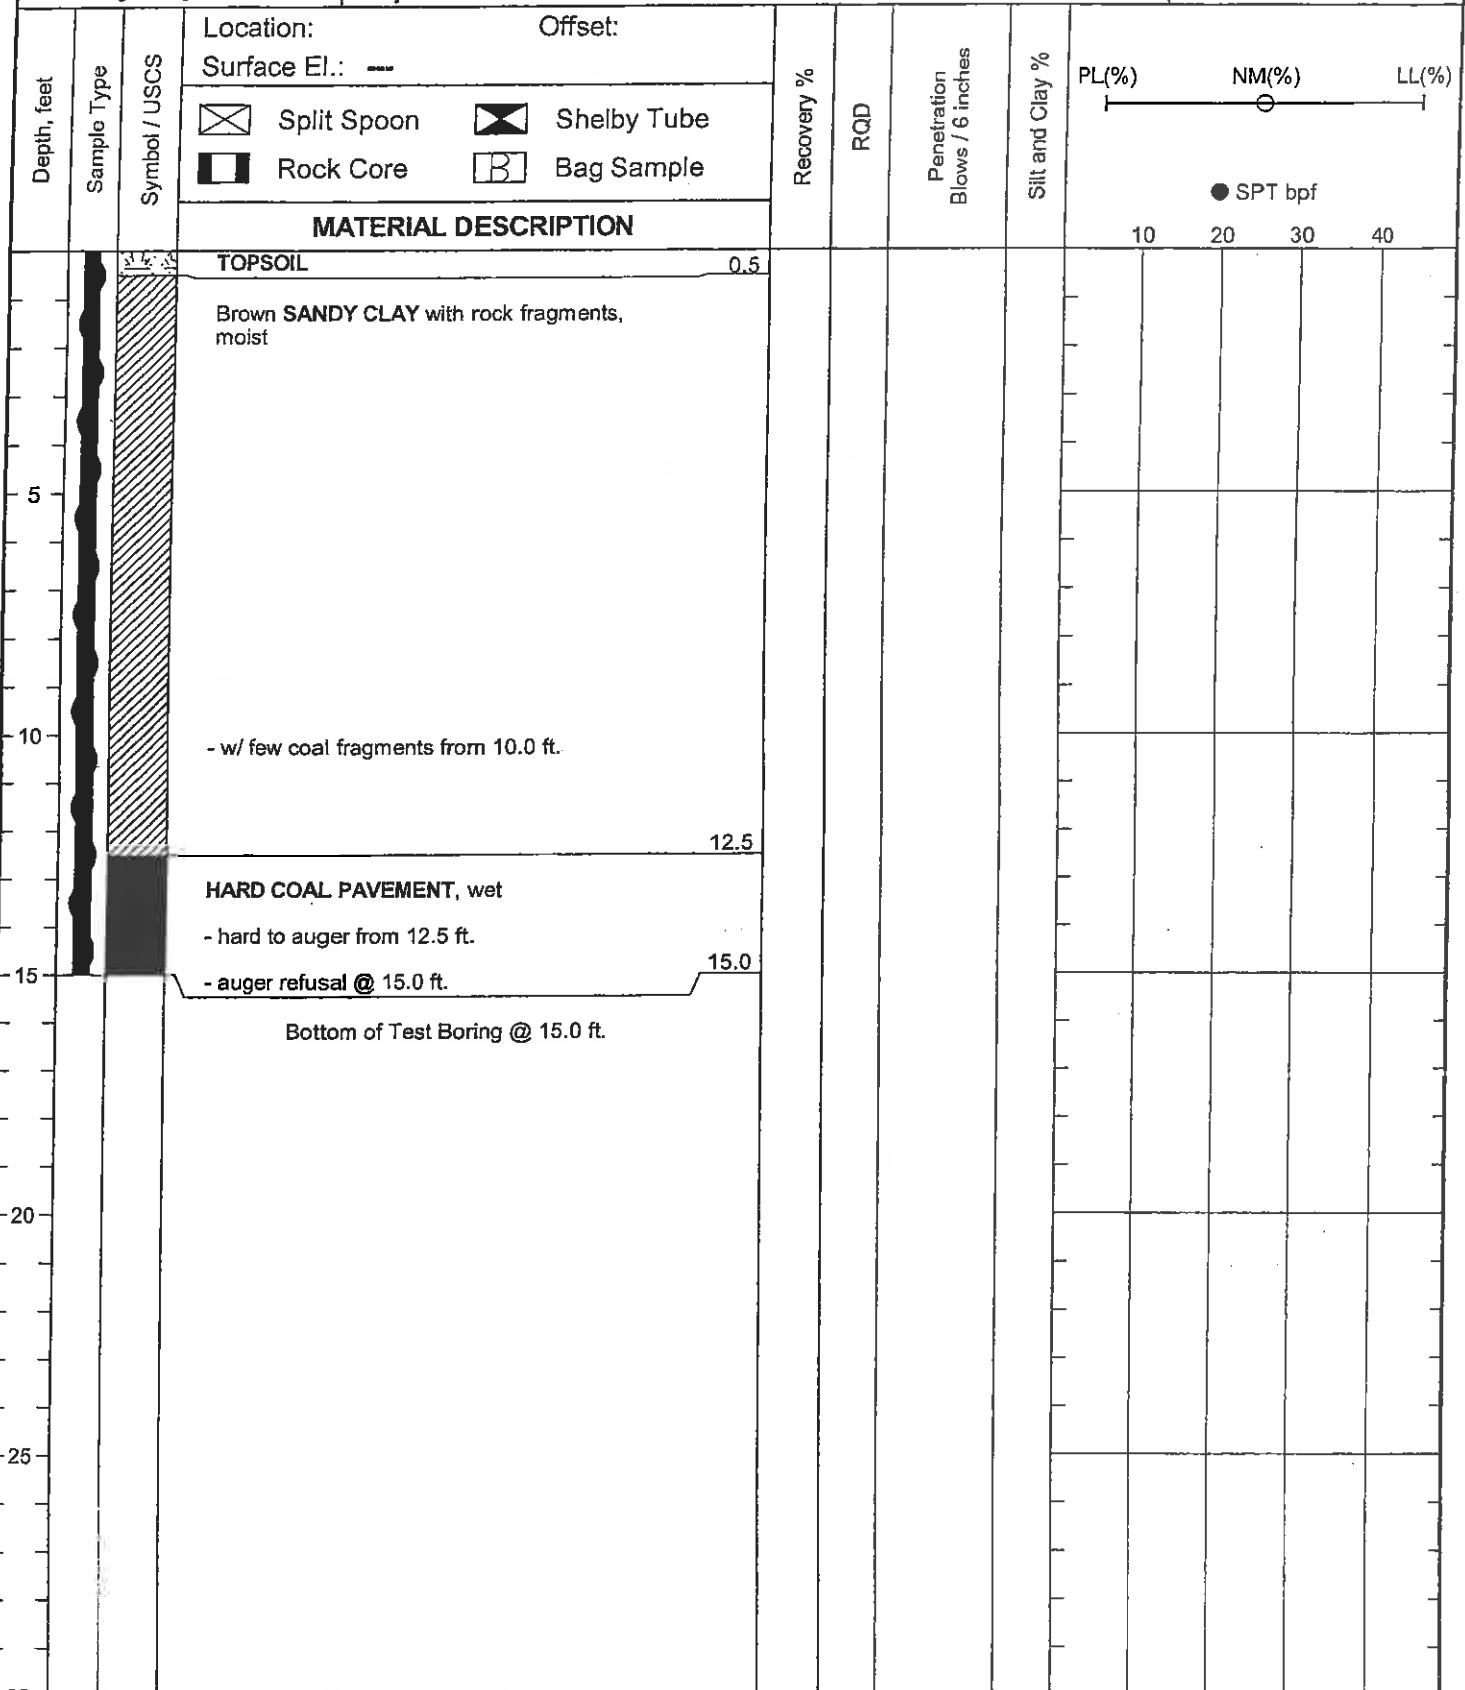 Location: Offset:
Surface El.: ---
Depth, feet
Sample Type
Symbol / USCS
Split Spoon
Shelby Tube
Rock Core
B Bag Sample
MATERIAL DESCRIPTION
Recovery %
RQD
Penetration
Blows / 6 inches
Silt and Clay %
PL(%) NM(%) LL(%)
SPT bpf
10 20 30 40
TOPSOIL 0.5
Brown SANDY CLAY with rock fragments,
moist
5
10
- w/ few coal fragments from 10.0 ft.
12.5
HARD COAL PAVEMENT, wet
- hard to auger from 12.5 ft.
15.0
15
- auger refusal @ 15.0 ft.
Bottom of Test Boring @ 15.0 ft.
20
25